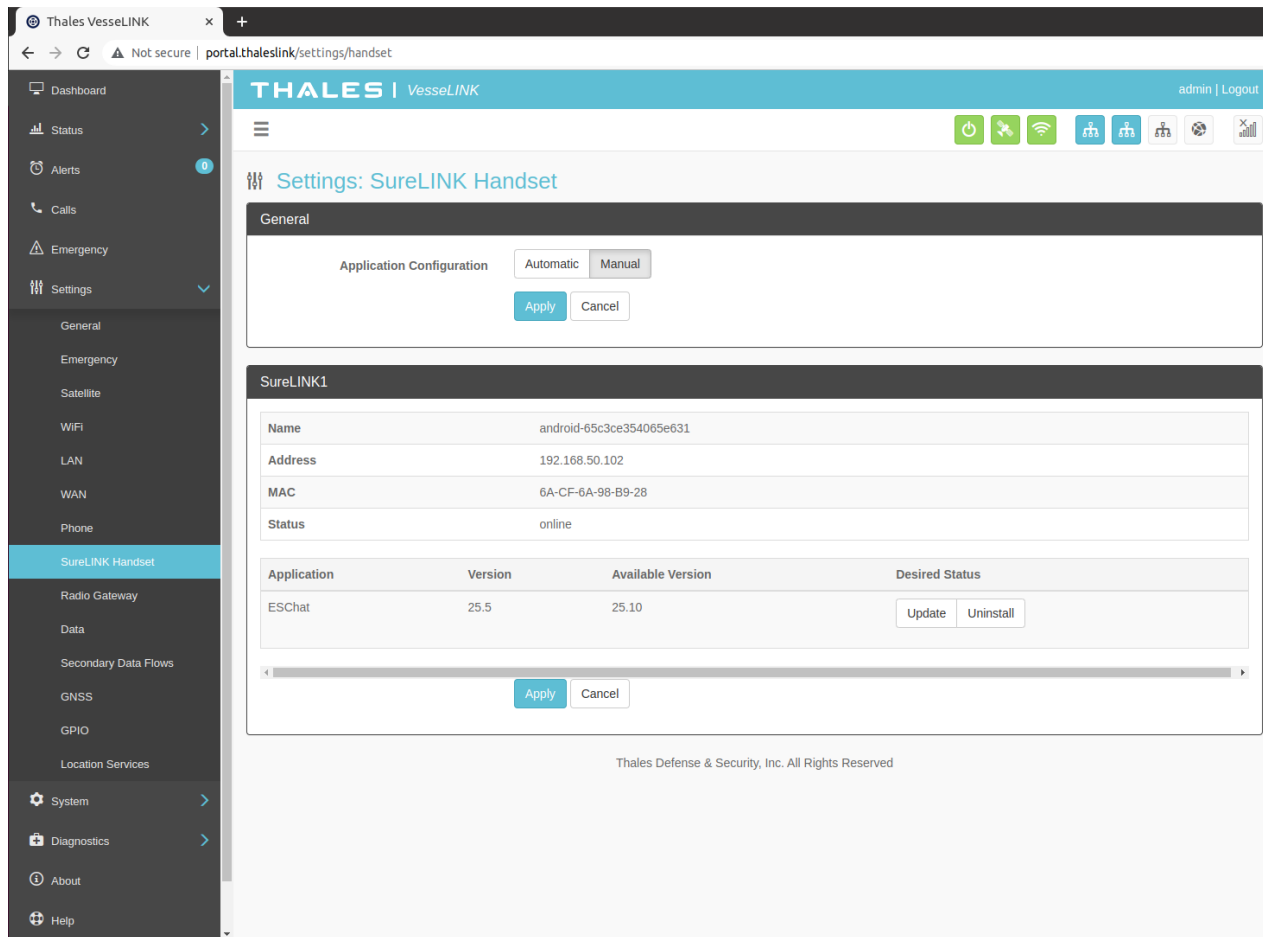 Thales VesseLINK
Not secure | portal.thaleslink/settings/handset
Dashboard
Status
Alerts 0
Calls
Emergency
Settings
General
Emergency
Satellite
WiFi
LAN
WAN
Phone
SureLINK Handset
Radio Gateway
Data
Secondary Data Flows
GNSS
GPIO
Location Services
System
Diagnostics
About
Help
THALES | VesseLINK
admin | Logout
Settings: SureLINK Handset
General
Application Configuration Automatic Manual
Apply Cancel
SureLINK1
Name android-65c3ce354065e631
Address 192.168.50.102
MAC 6A-CF-6A-98-B9-28
Status online
Application Version Available Version Desired Status
ESChat 25.5 25.10 Update Uninstall
Apply Cancel
Thales Defense & Security, Inc. All Rights Reserved